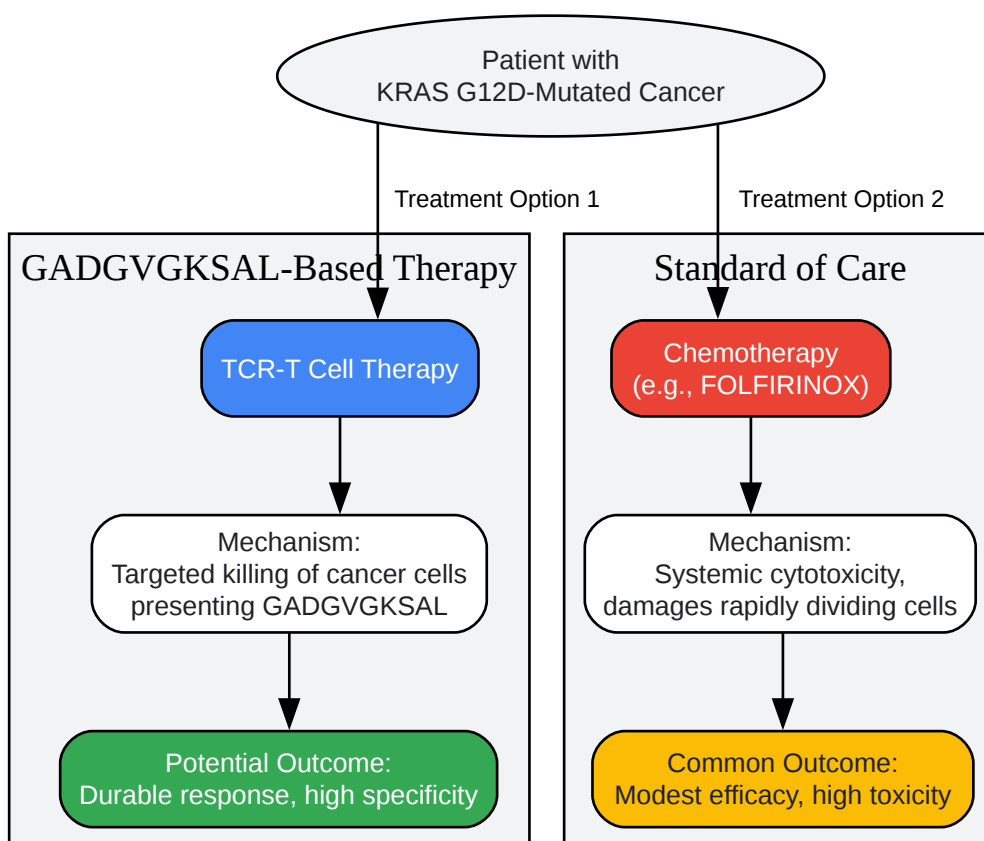 Patient with
KRAS G12D-Mutated Cancer
Treatment Option 1
Treatment Option 2
GADGVGKSAL-Based Therapy
Standard of Care
TCR-T Cell Therapy
Chemotherapy
(e.g., FOLFIRINOX)
Mechanism:
Targeted killing of cancer cells
presenting GADGVGKSAL
Mechanism:
Systemic cytotoxicity,
damages rapidly dividing cells
Potential Outcome:
Durable response, high specificity
Common Outcome:
Modest efficacy, high toxicity